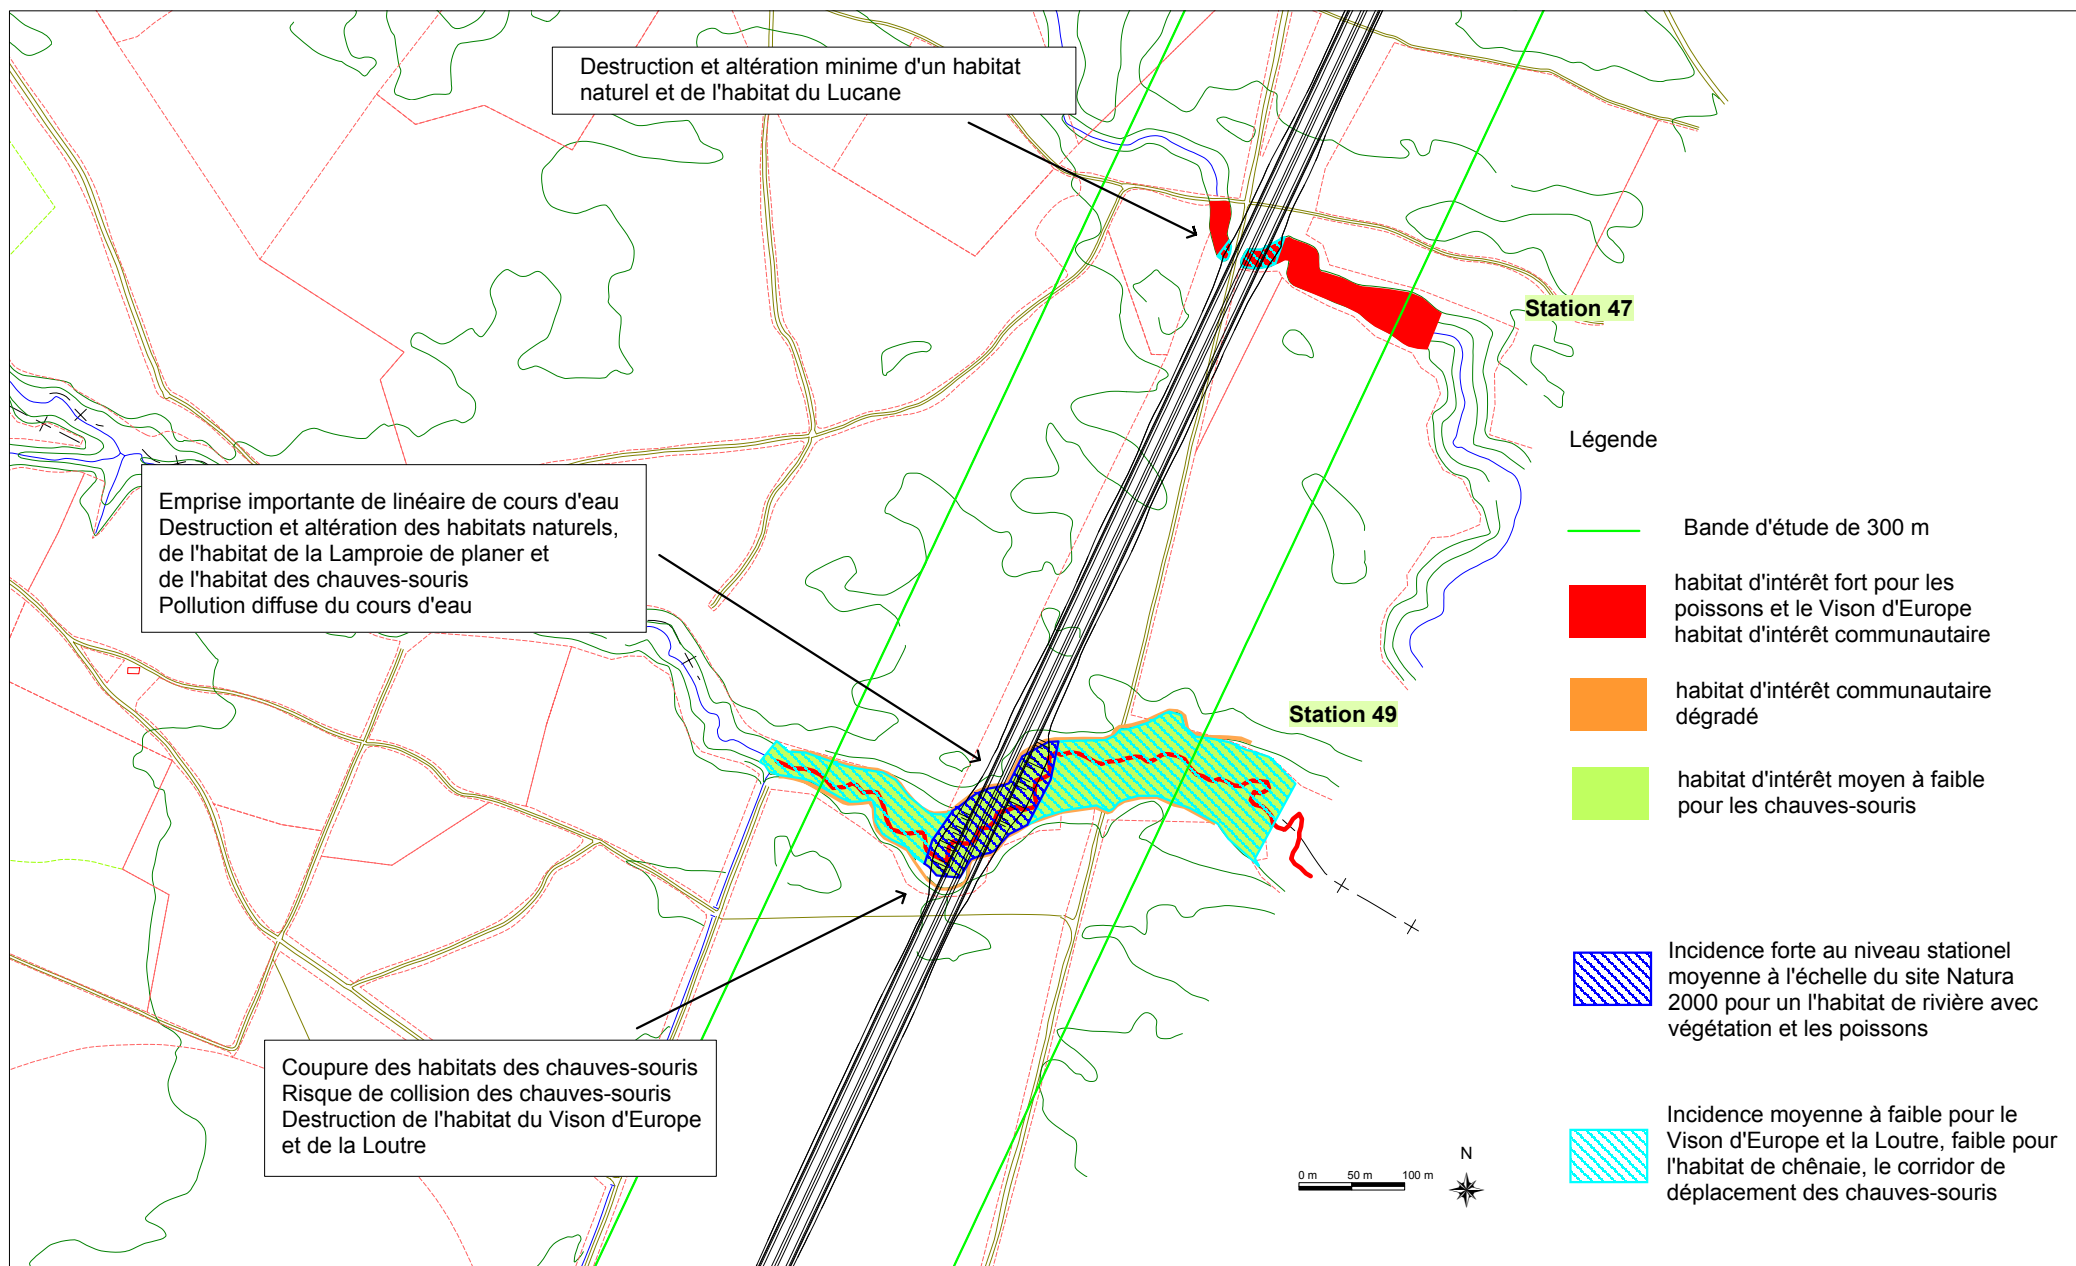 Destruction et altération minime d'un habitat
naturel et de l'habitat du Lucane
Station 47
Légende
Emprise importante de linéaire de cours d'eau
Destruction et altération des habitats naturels,
de l'habitat de la Lamproie de planer et
de l'habitat des chauves-souris
Pollution diffuse du cours d'eau
Bande d'étude de 300 m
habitat d'intérêt fort pour les
poissons et le Vison d'Europe
habitat d'intérêt communautaire
habitat d'intérêt communautaire
dégradé
Station 49
habitat d'intérêt moyen à faible
pour les chauves-souris
Incidence forte au niveau stationel
moyenne à l'échelle du site Natura
2000 pour un l'habitat de rivière avec
végétation et les poissons
Coupure des habitats des chauves-souris
Risque de collision des chauves-souris
Destruction de l'habitat du Vison d'Europe
et de la Loutre
Incidence moyenne à faible pour le
Vison d'Europe et la Loutre, faible pour
l'habitat de chênaie, le corridor de
déplacement des chauves-souris
0 m 50 m 100 m
N